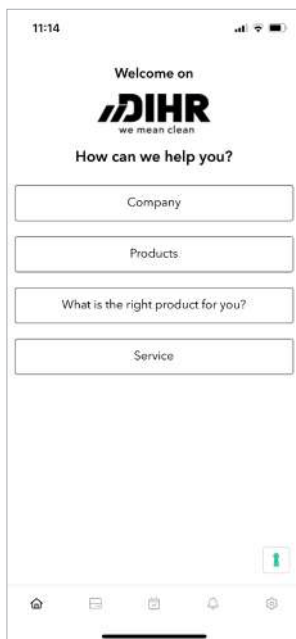 11:14
Welcome on
DIHR
we mean clean
How can we help you?
Company
Products
What is the right product for you?
Service